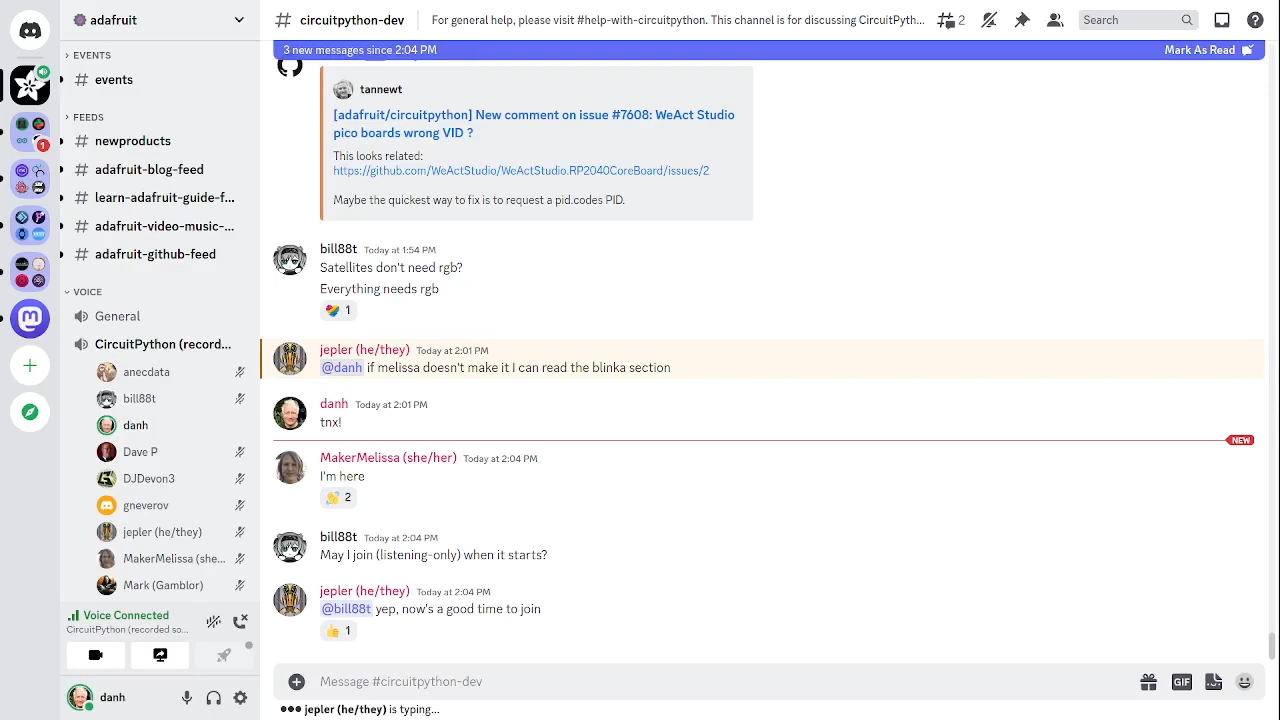 adafruit
circuitpython-dev
For general help, please visit #help-with-circuitpython. This channel is for discussing CircuitPyth...
2
Search
3 new messages since 2:04 PM
Mark As Read
EVENTS
events
FEEDS
newproducts
adafruit-blog-feed
learn-adafruit-guide-f...
adafruit-video-music-...
adafruit-github-feed
VOICE
General
CircuitPython (record...
anecdata
bill88t
danh
Dave P
DJDevon3
gneverov
jepler (he/they)
MakerMelissa (she...
Mark (Gamblor)
Voice Connected
CircuitPython (recorded so...
danh
1
tannewt
[adafruit/circuitpython] New comment on issue #7608: WeAct Studio
pico boards wrong VID ?
This looks related:
https://github.com/WeActStudio/WeActStudio.RP2040CoreBoard/issues/2
Maybe the quickest way to fix is to request a pid.codes PID.
bill88t Today at 1:54 PM
Satellites don't need rgb?
Everything needs rgb
1
jepler (he/they) Today at 2:01 PM
@danh if melissa doesn't make it I can read the blinka section
danh Today at 2:01 PM
tnx!
NEW
MakerMelissa (she/her) Today at 2:04 PM
I'm here
2
bill88t Today at 2:04 PM
May I join (listening-only) when it starts?
jepler (he/they) Today at 2:04 PM
@bill88t yep, now's a good time to join
1
Message #circuitpython-dev
GIF
jepler (he/they) is typing...